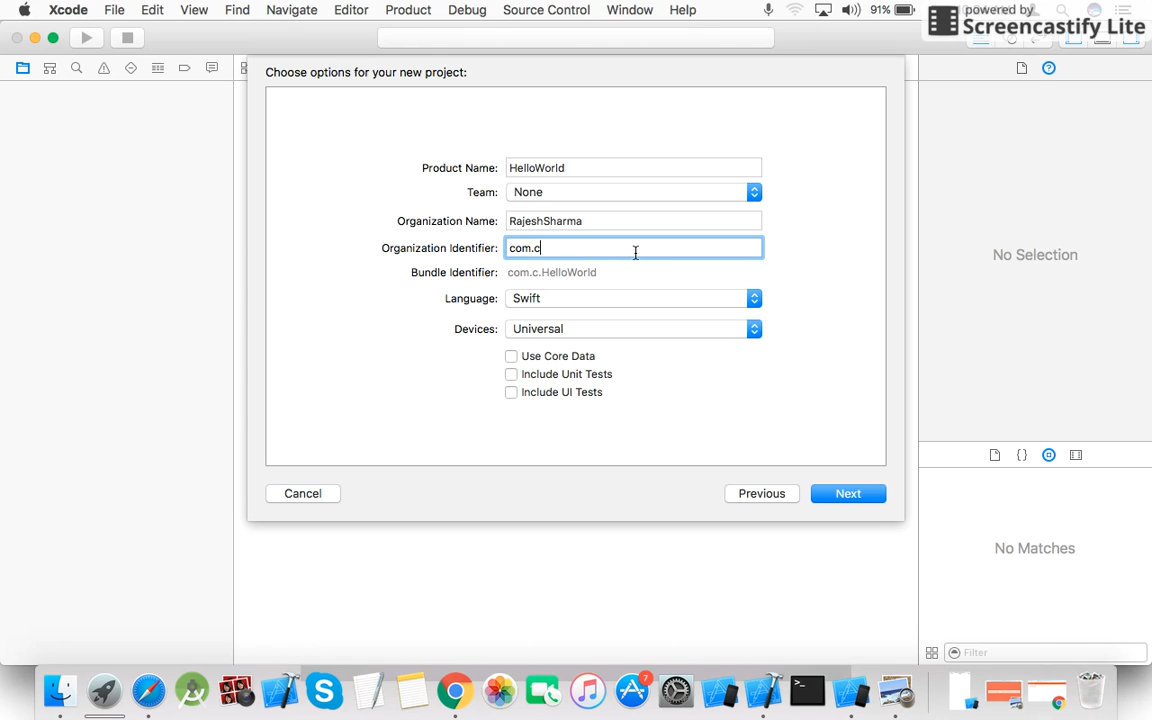 Xcode File Edit View Find Navigate Editor Product Debug Source Control Window Help 91%
powered by
Screencastify Lite
Choose options for your new project:
Product Name: HelloWorld
Team: None
Organization Name: RajeshSharma
Organization Identifier: com.c
Bundle Identifier: com.c.HelloWorld
Language: Swift
Devices: Universal
Use Core Data
Include Unit Tests
Include UI Tests
Cancel Previous Next
No Selection
No Matches
Filter
7